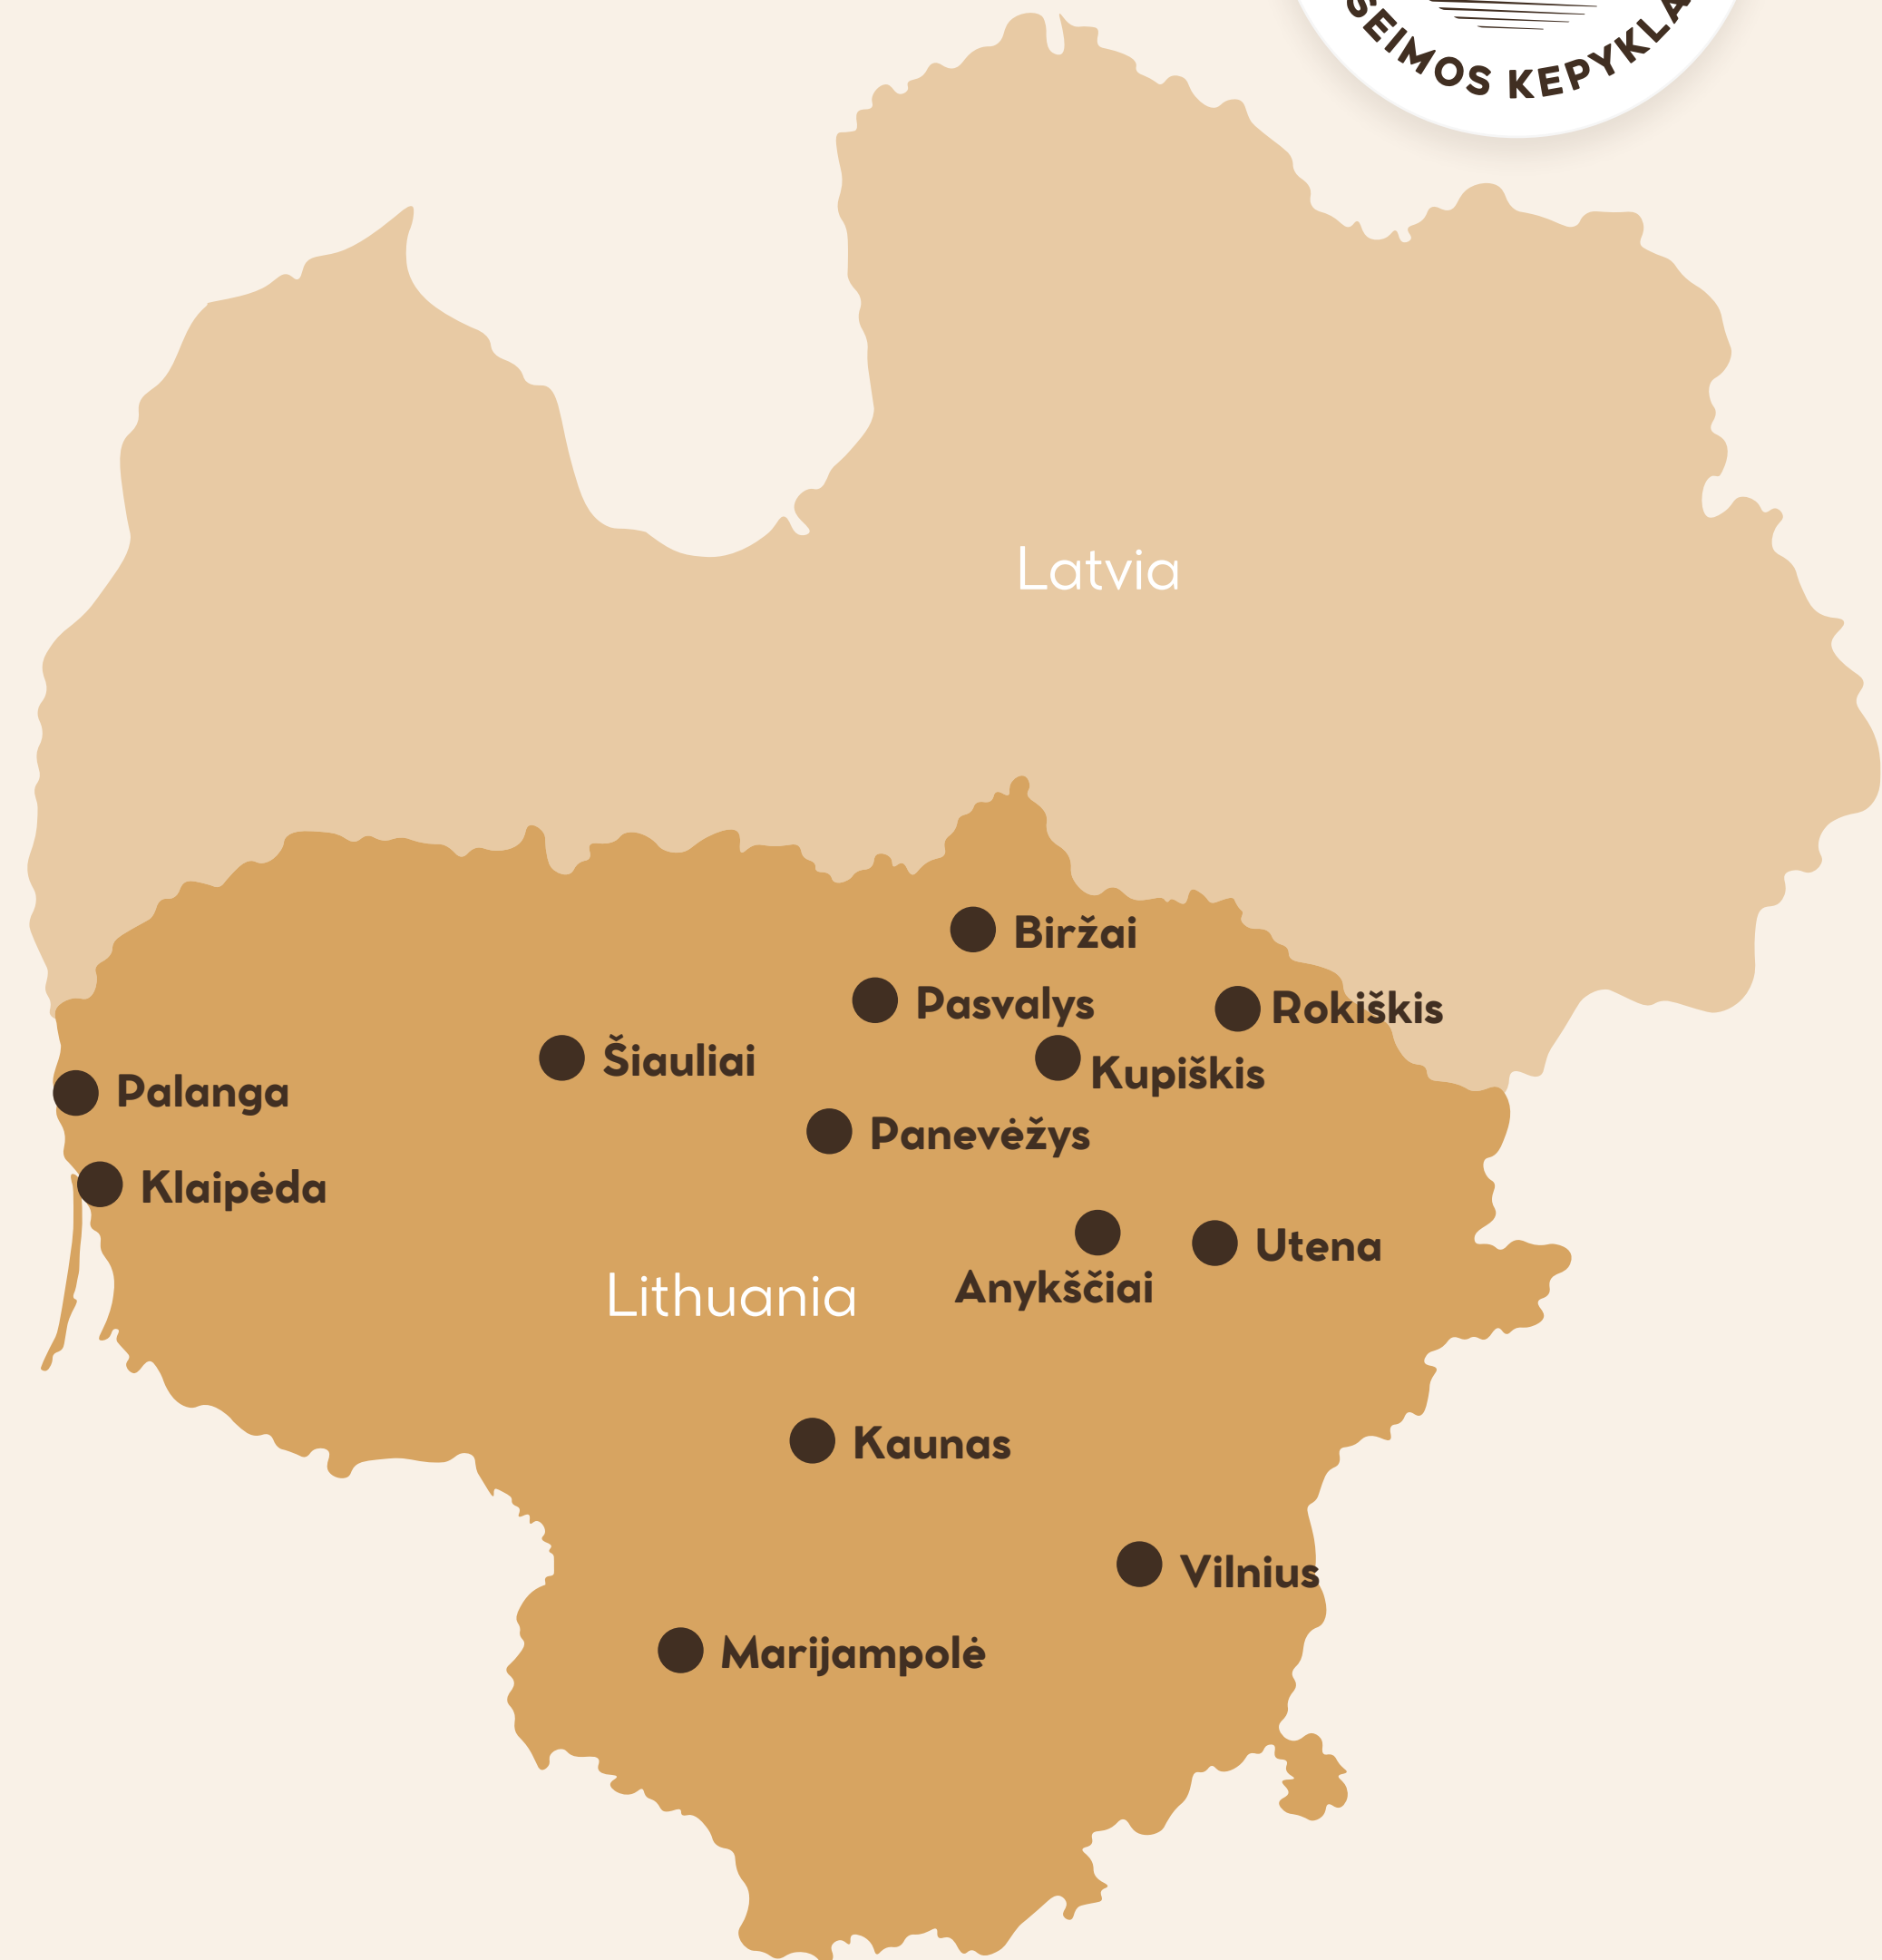 ŠEIMOS KEPYKLA
Latvia
Biržai
Pasvalys
Rokiškis
Šiauliai
Kupiškis
Palanga
Panevėžys
Klaipėda
Utena
Anykščiai
Lithuania
Kaunas
Vilnius
Marijampolė